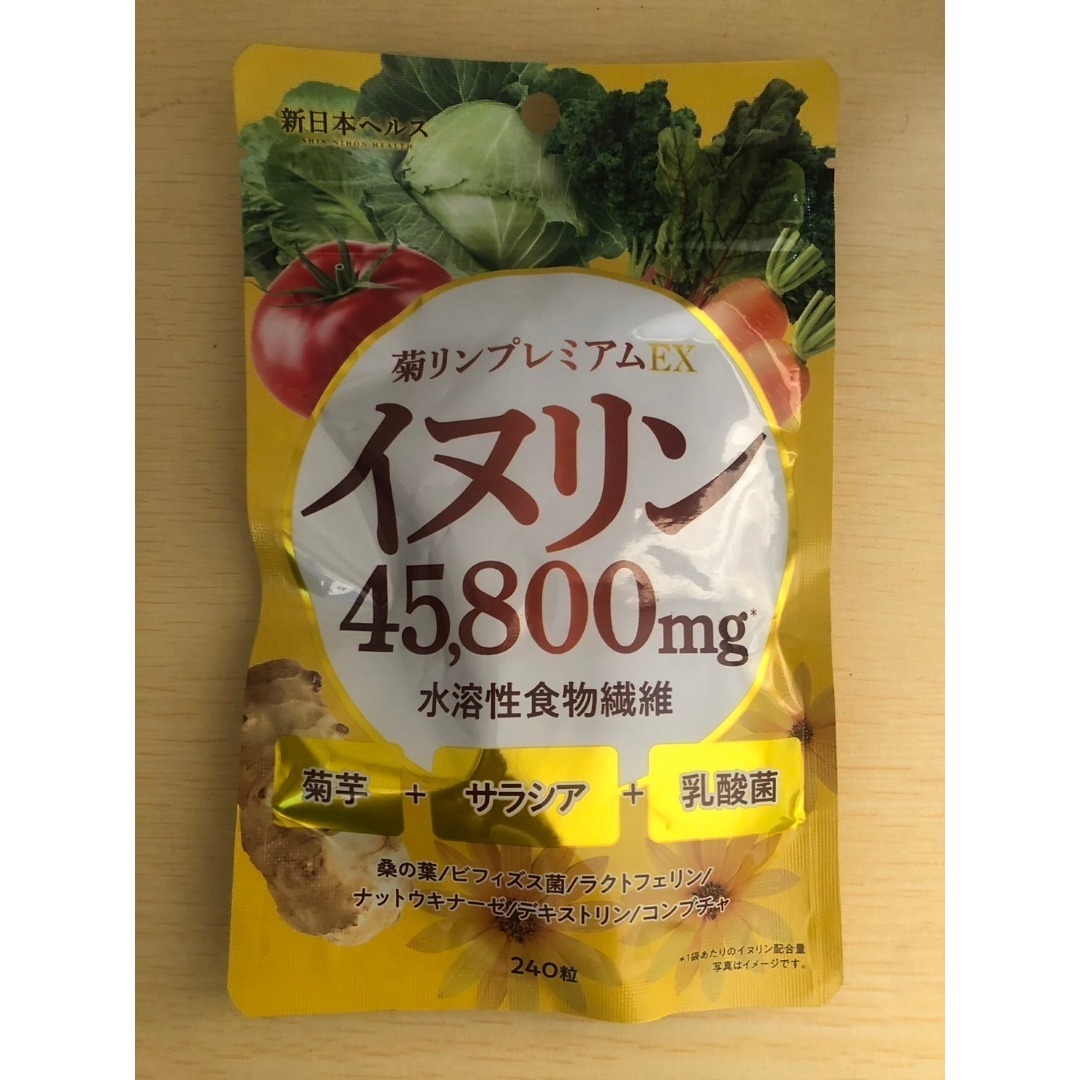 新日本ヘルス
SHIN NIHON HEALTH
菊リンプレミアムEX
イヌリン
45,800mg*
水溶性食物繊維
菊芋 + サラシア + 乳酸菌
桑の葉/ビフィズス菌/ラクトフェリン/
ナットウキナーゼ/デキストリン/コンブチャ
*1袋あたりのイヌリン配合量
写真はイメージです。
240粒